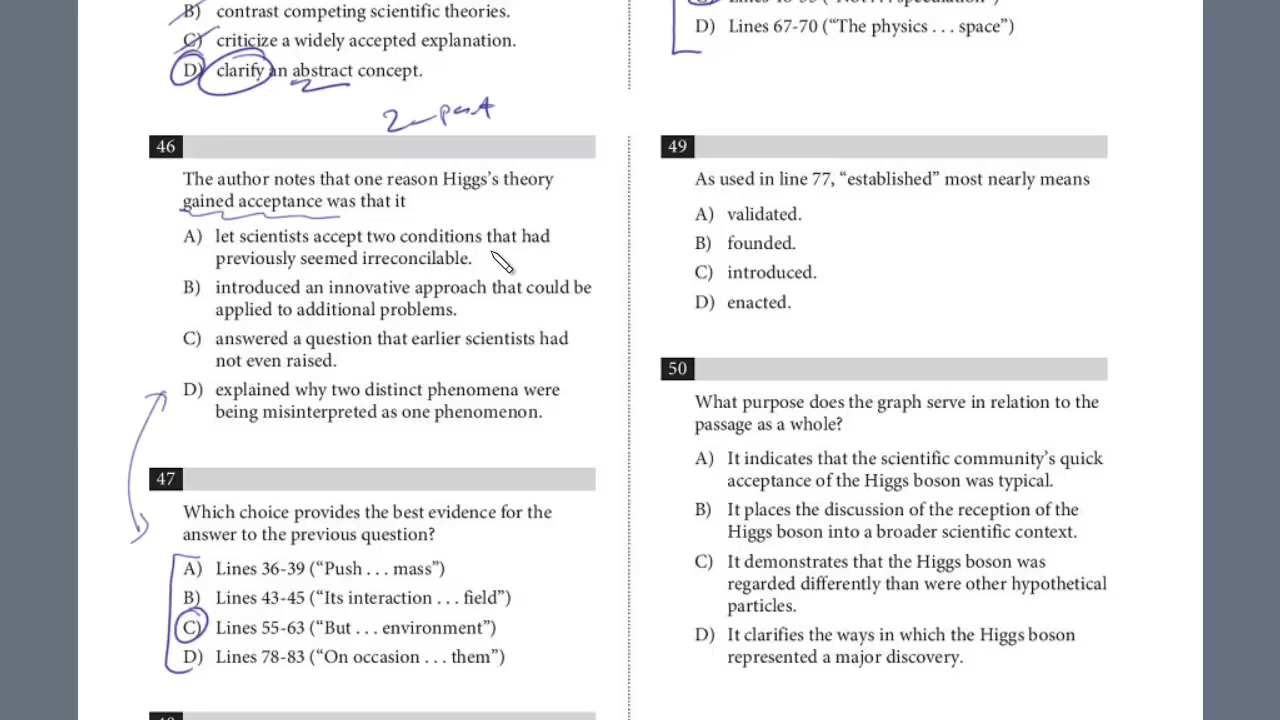 B) contrast competing scientific theories.
C) criticize a widely accepted explanation.
D) clarify an abstract concept.
2-part
46
The author notes that one reason Higgs's theory
gained acceptance was that it
A) let scientists accept two conditions that had
previously seemed irreconcilable.
B) introduced an innovative approach that could be
applied to additional problems.
C) answered a question that earlier scientists had
not even raised.
D) explained why two distinct phenomena were
being misinterpreted as one phenomenon.
47
Which choice provides the best evidence for the
answer to the previous question?
A) Lines 36-39 (“Push . . . mass”)
B) Lines 43-45 (“Its interaction . . . field”)
C) Lines 55-63 (“But . . . environment”)
D) Lines 78-83 (“On occasion . . . them”)
D) Lines 67-70 (“The physics . . . space”)
49
As used in line 77, “established” most nearly means
A) validated.
B) founded.
C) introduced.
D) enacted.
50
What purpose does the graph serve in relation to the
passage as a whole?
A) It indicates that the scientific community's quick
acceptance of the Higgs boson was typical.
B) It places the discussion of the reception of the
Higgs boson into a broader scientific context.
C) It demonstrates that the Higgs boson was
regarded differently than were other hypothetical
particles.
D) It clarifies the ways in which the Higgs boson
represented a major discovery.